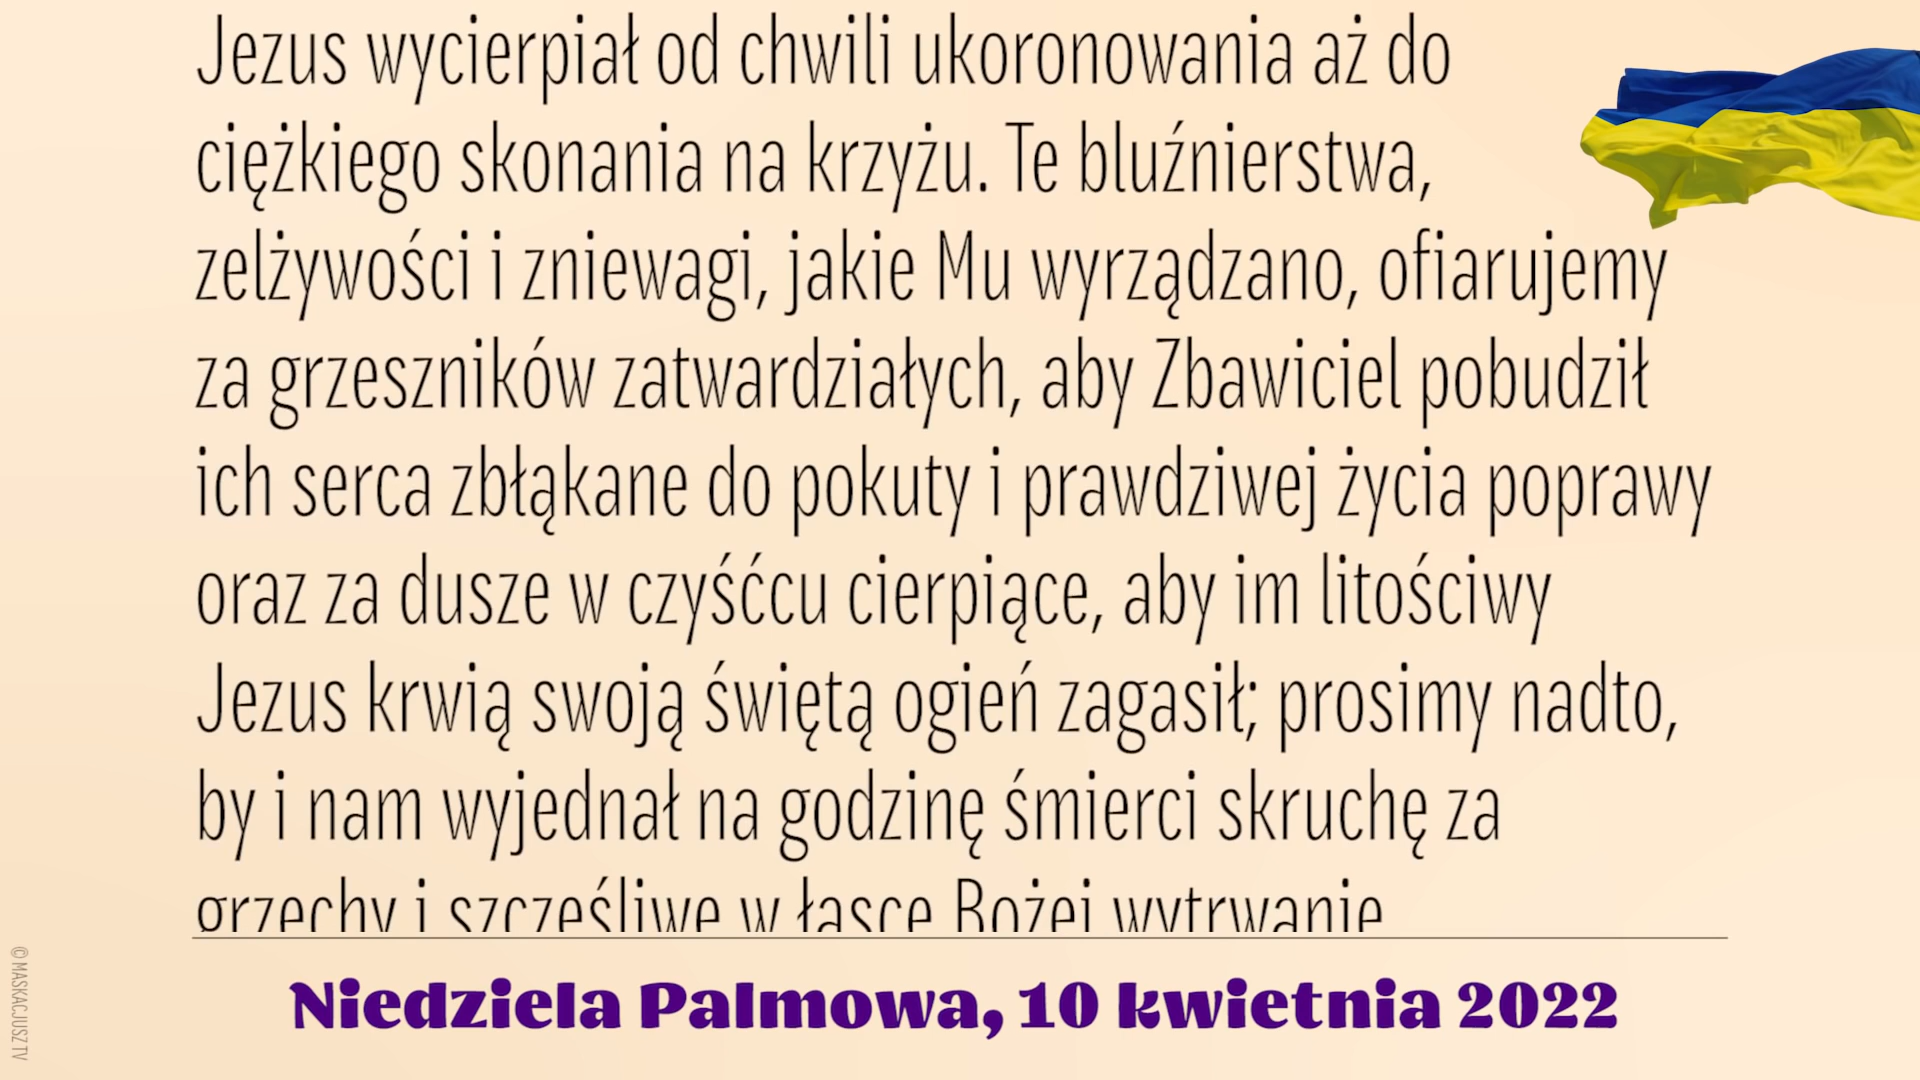 Jezus wycierpiał od chwili ukoronowania aż do
ciężkiego skonania na krzyżu. Te bluźnierstwa,
zelżywości i zniewagi, jakie Mu wyrządzano, ofiarujemy
za grzeszników zatwardziałych, aby Zbawiciel pobudził
ich serca zbłąkane do pokuty i prawdziwej życia poprawy
oraz za dusze w czyśćcu cierpiące, aby im litościwy
Jezus krwią swoją świętą ogień zagasił; prosimy nadto,
by i nam wyjednał na godzinę śmierci skruchę za
grzechy i szczęśliwe w łasce Bożej wytrwanie
Niedziela Palmowa, 10 kwietnia 2022
© MASKACJUSZ TV